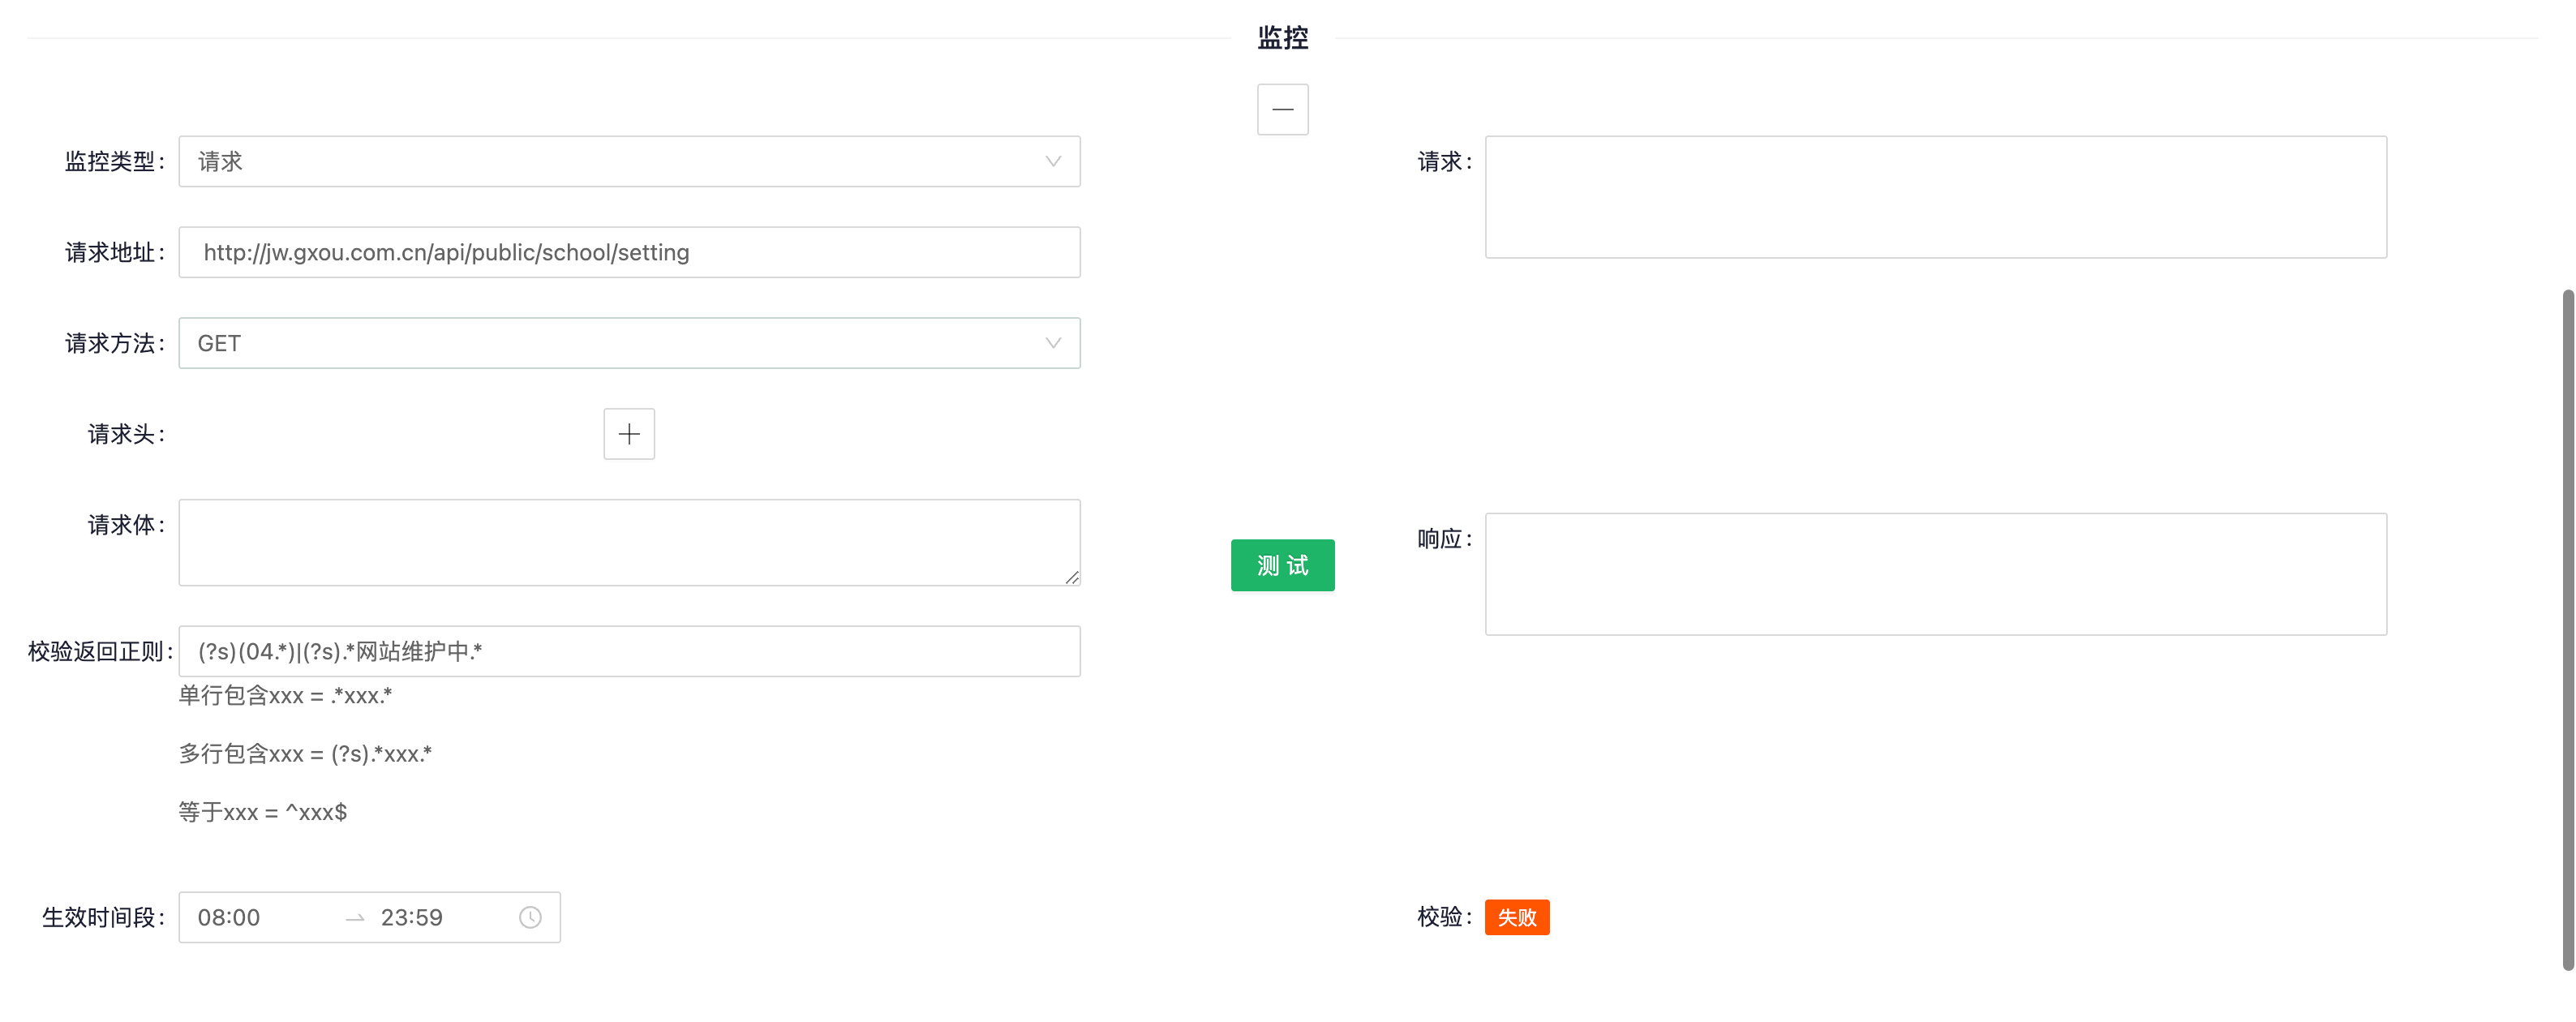 监控
监控类型：
请求
请求地址：
http://jw.gxou.com.cn/api/public/school/setting
请求方法：
GET
请求头：
请求体：
校验返回正则：
(?s)(04.*)|(?s).*网站维护中.*
单行包含xxx = .*xxx.*
多行包含xxx = (?s).*xxx.*
等于xxx = ^xxx$
生效时间段：
08:00
23:59
测 试
请求：
响应：
校验：
失败